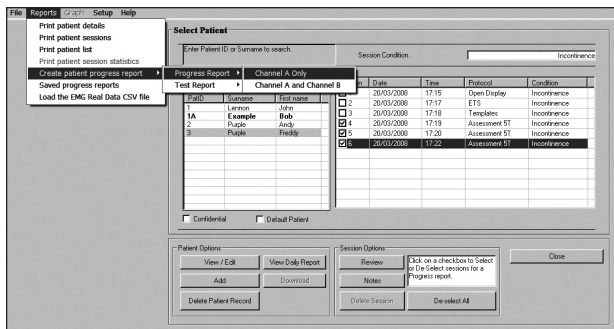 File Reports Graph Setup Help
Print patient details
Print patient sessions
Print patient list
Print patient session statistics
Create patient progress report
Saved progress reports
Load the EMG Real Data CSV file
Progress Report
Test Report
Channel A Only
Channel A and Channel B
Select Patient
Enter Patient ID or Surname to search.
Session Condition.
Incontinence
PatID Surname First name
1 Lennon John
1A Example Bob
2 Purple Andy
3 Purple Freddy
Date Time Protocol Condition
20/03/2008 17:15 Open Display Incontinence
2 20/03/2008 17:17 ETS Incontinence
3 20/03/2008 17:18 Templates Incontinence
4 20/03/2008 17:19 Assessment 5T Incontinence
5 20/03/2008 17:20 Assessment 5T Incontinence
6 20/03/2008 17:22 Assessment 5T Incontinence
Confidential Default Patient
Patient Options
View / Edit View Daily Report
Add Download
Delete Patient Record
Session Options
Review
Notes
Click on a checkbox to Select
or De-Select sessions for a
Progress report.
Delete Session De-select All
Close